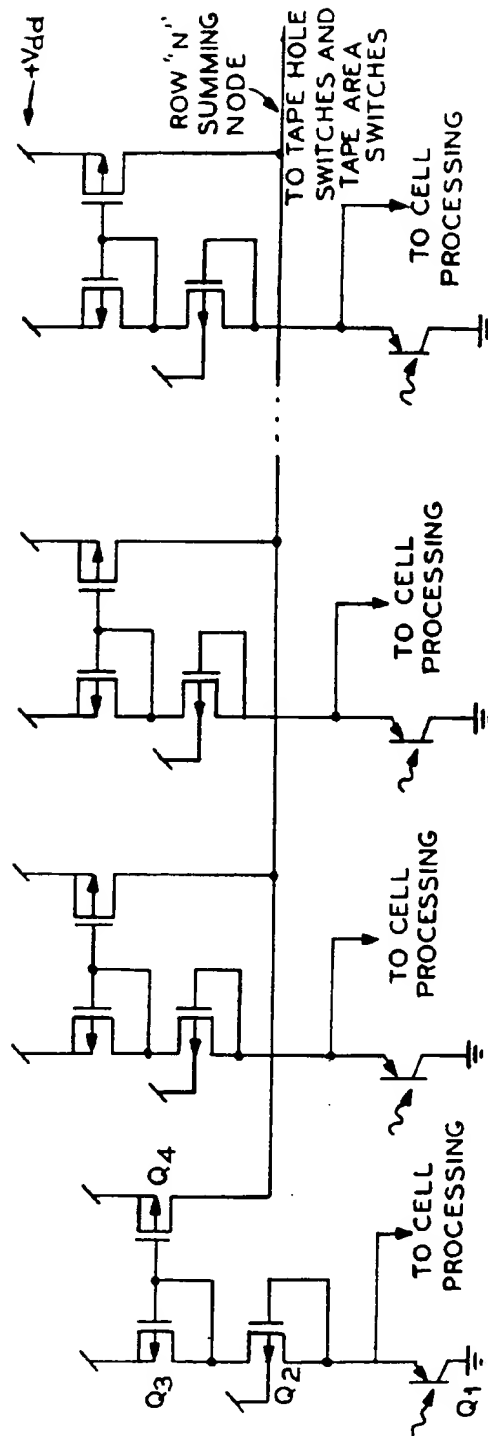 +Vdd
ROW "N"
SUMMING
NODE
TO TAPE HOLE
SWITCHES AND
TAPE AREA
SWITCHES
TO CELL
PROCESSING
TO CELL
PROCESSING
TO CELL
PROCESSING
Q4
Q3
Q2
TO CELL
PROCESSING
Q1